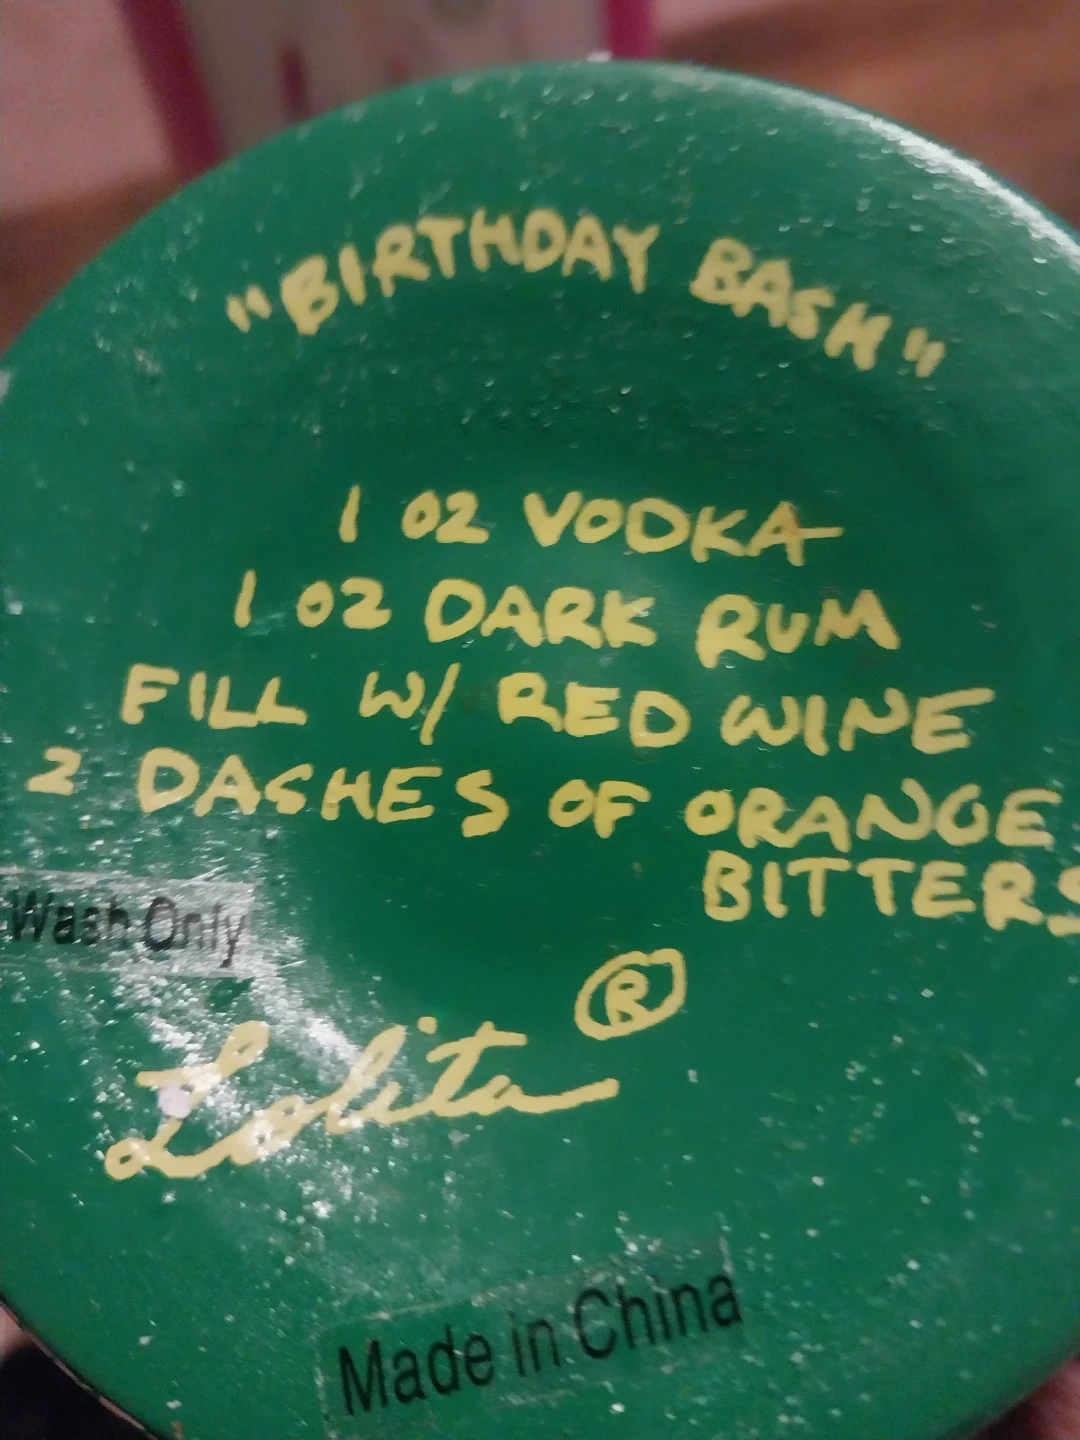 "BIRTHDAY BASH"
1 OZ VODKA
1 OZ DARK RUM
FILL W/ RED WINE
2 DASHES OF ORANGE
BITTERS
Wash Only
Lolita ®
Made in China